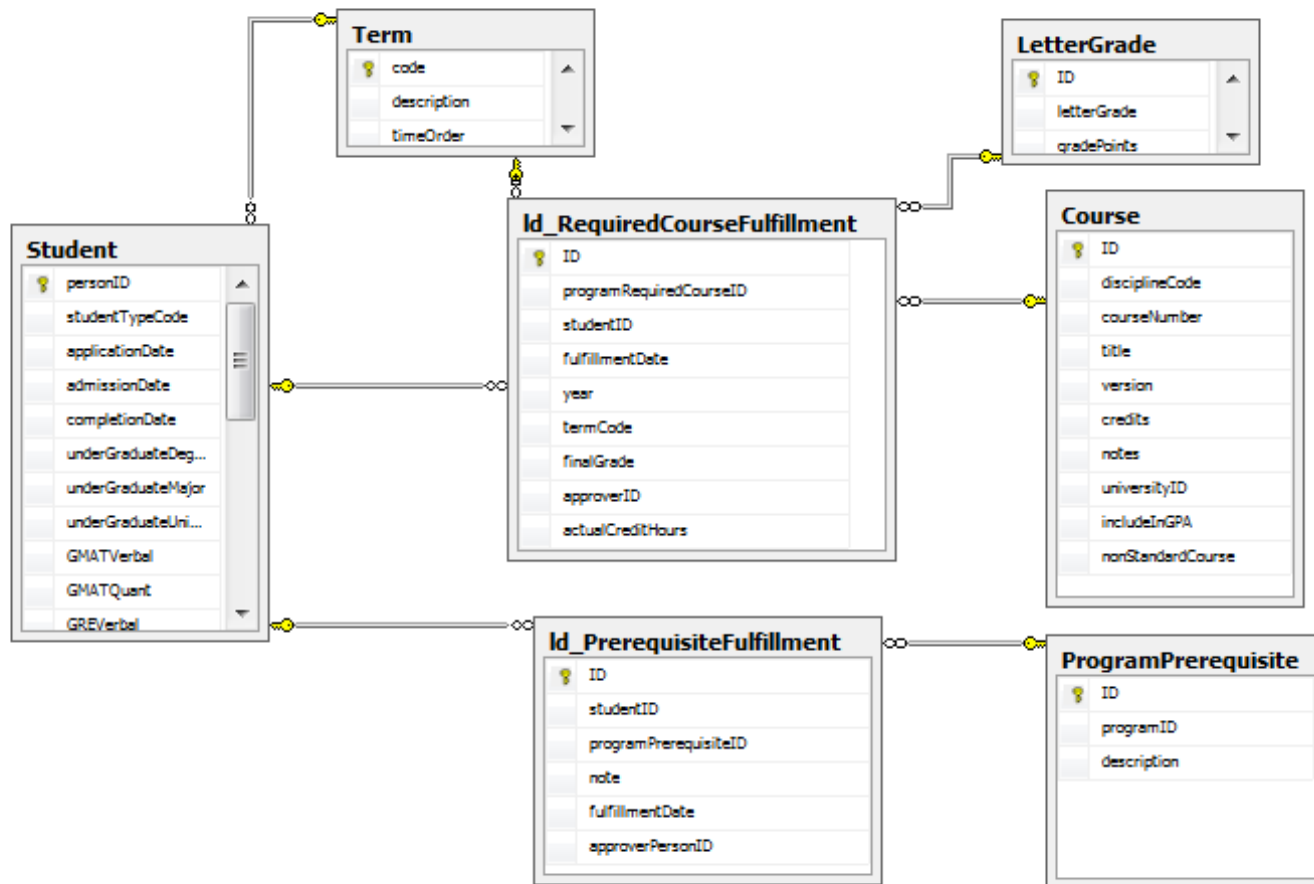 Term
code
description
timeOrder
LetterGrade
ID
letterGrade
gradePoints
Student
personID
studentTypeCode
applicationDate
admissionDate
completionDate
underGraduateDeg...
underGraduateMajor
underGraduateUni...
GMATVerbal
GMATQuant
GREVerbal
ld_RequiredCourseFulfillment
ID
programRequiredCourseID
studentID
fulfillmentDate
year
termCode
finalGrade
approverID
actualCreditHours
Course
ID
disciplineCode
courseNumber
title
version
credits
notes
universityID
includeInGPA
nonStandardCourse
ld_PrerequisiteFulfillment
ID
studentID
programPrerequisiteID
note
fulfillmentDate
approverPersonID
ProgramPrerequisite
ID
programID
description